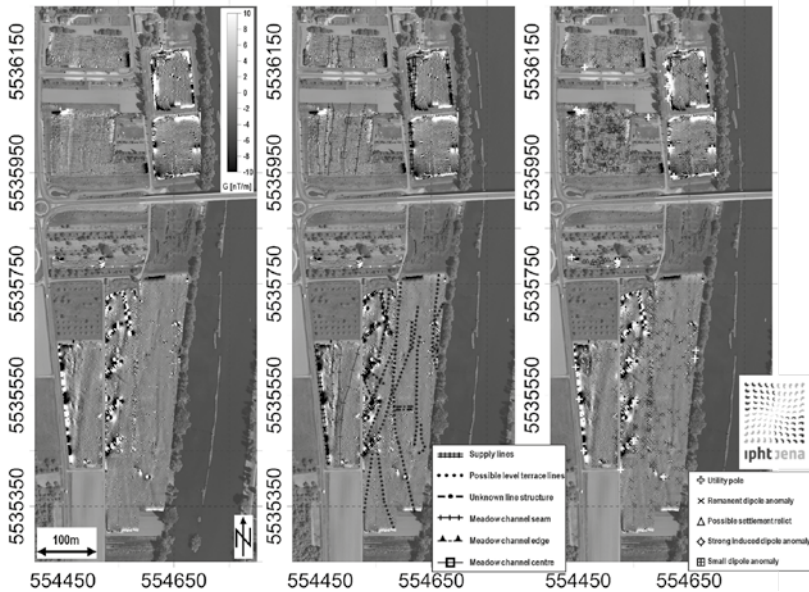 10
8
6
4
2
0
-2
-4
-6
-8
-10
G [nT/m]
5536150
5535950
5535750
5535550
5535350
100m
N
554450 554650
5536150
5535950
5535750
5535550
5535350
Supply lines
Possible level terrace lines
Unknown line structure
Meadow channel seam
Meadow channel edge
Meadow channel centre
554450 554650
5536150
5535950
5535750
5535550
5535350
ipht jena
Utility pole
Remanent dipole anomaly
Possible settlement relict
Strong induced dipole anomaly
Small dipole anomaly
554450 554650